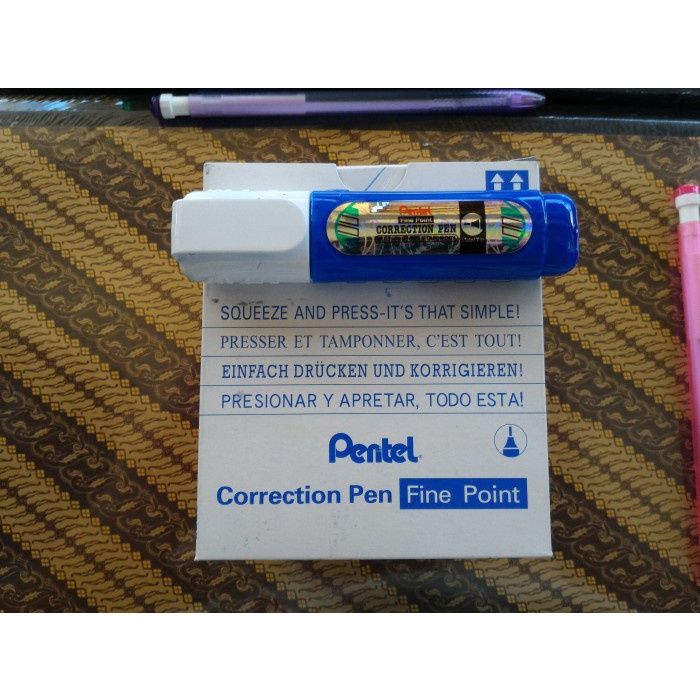 Pentel
Fine Point
CORRECTION PEN
SQUEEZE AND PRESS-IT'S THAT SIMPLE!
PRESSER ET TAMPONNER, C'EST TOUT!
EINFACH DRÜCKEN UND KORRIGIEREN!
PRESIONAR Y APRETAR, TODO ESTA!
Pentel
Correction Pen Fine Point